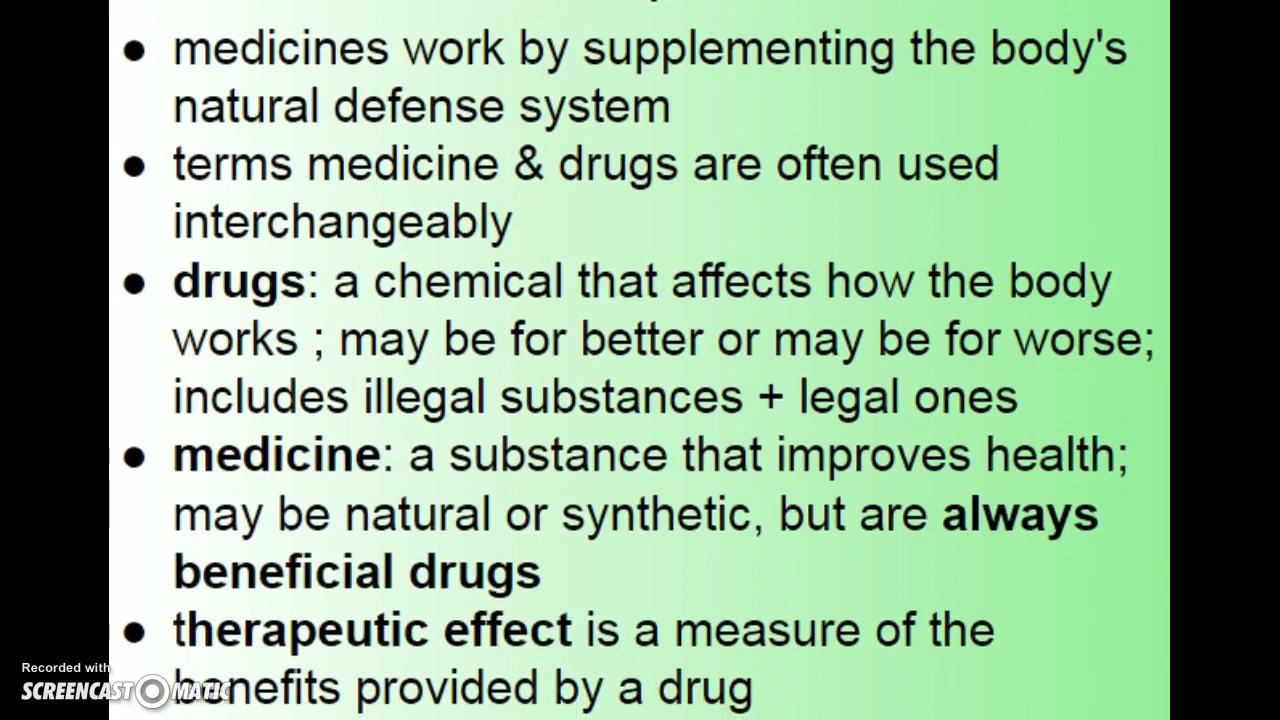 ● medicines work by supplementing the body's
natural defense system
● terms medicine & drugs are often used
interchangeably
● drugs: a chemical that affects how the body
works ; may be for better or may be for worse;
includes illegal substances + legal ones
● medicine: a substance that improves health;
may be natural or synthetic, but are always
beneficial drugs
● therapeutic effect is a measure of the
benefits provided by a drug
Recorded with
SCREENCAST-O-MATIC